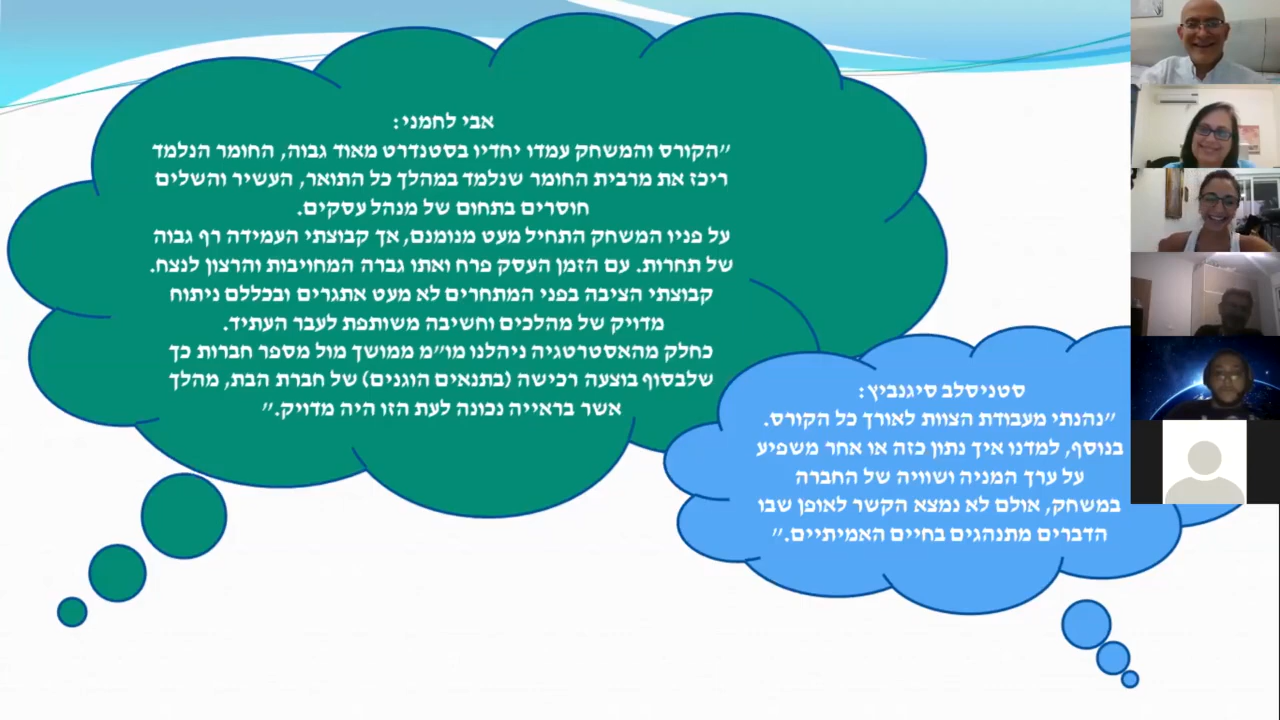 אבי לחמני:
"הקורס והמשחק עמדו יחדיו בסטנדרט מאוד גבוה, החומר הנלמד
ריכז את מרבית החומר שנלמד במהלך כל התואר, העשיר והשלים
חוסרים בתחום של מנהל עסקים.
על פניו המשחק התחיל מעט מנומנם, אך קבוצתי העמידה רף גבוה
של תחרות. עם הזמן העסק פרח ואתו גברה המחויבות והרצון לנצח.
קבוצתי הציבה בפני המתחרים לא מעט אתגרים ובכללם ניתוח
מדויק של מהלכים וחשיבה משותפת לעבר העתיד.
כחלק מהאסטרטגיה ניהלנו מו"מ ממושך מול מספר חברות כך
שלבסוף בוצעה רכישה (בתנאים הוגנים) של חברת הבת, מהלך
אשר בראייה נכונה לעת הזו היה מדויק."
סטניסלב סיגנביץ:
"נהנתי מעבודת הצוות לאורך כל הקורס.
בנוסף, למדנו איך נתון כזה או אחר משפיע
על ערך המניה ושוויה של החברה
במשחק, אולם לא נמצא הקשר לאופן שבו
הדברים מתנהגים בחיים האמיתיים."